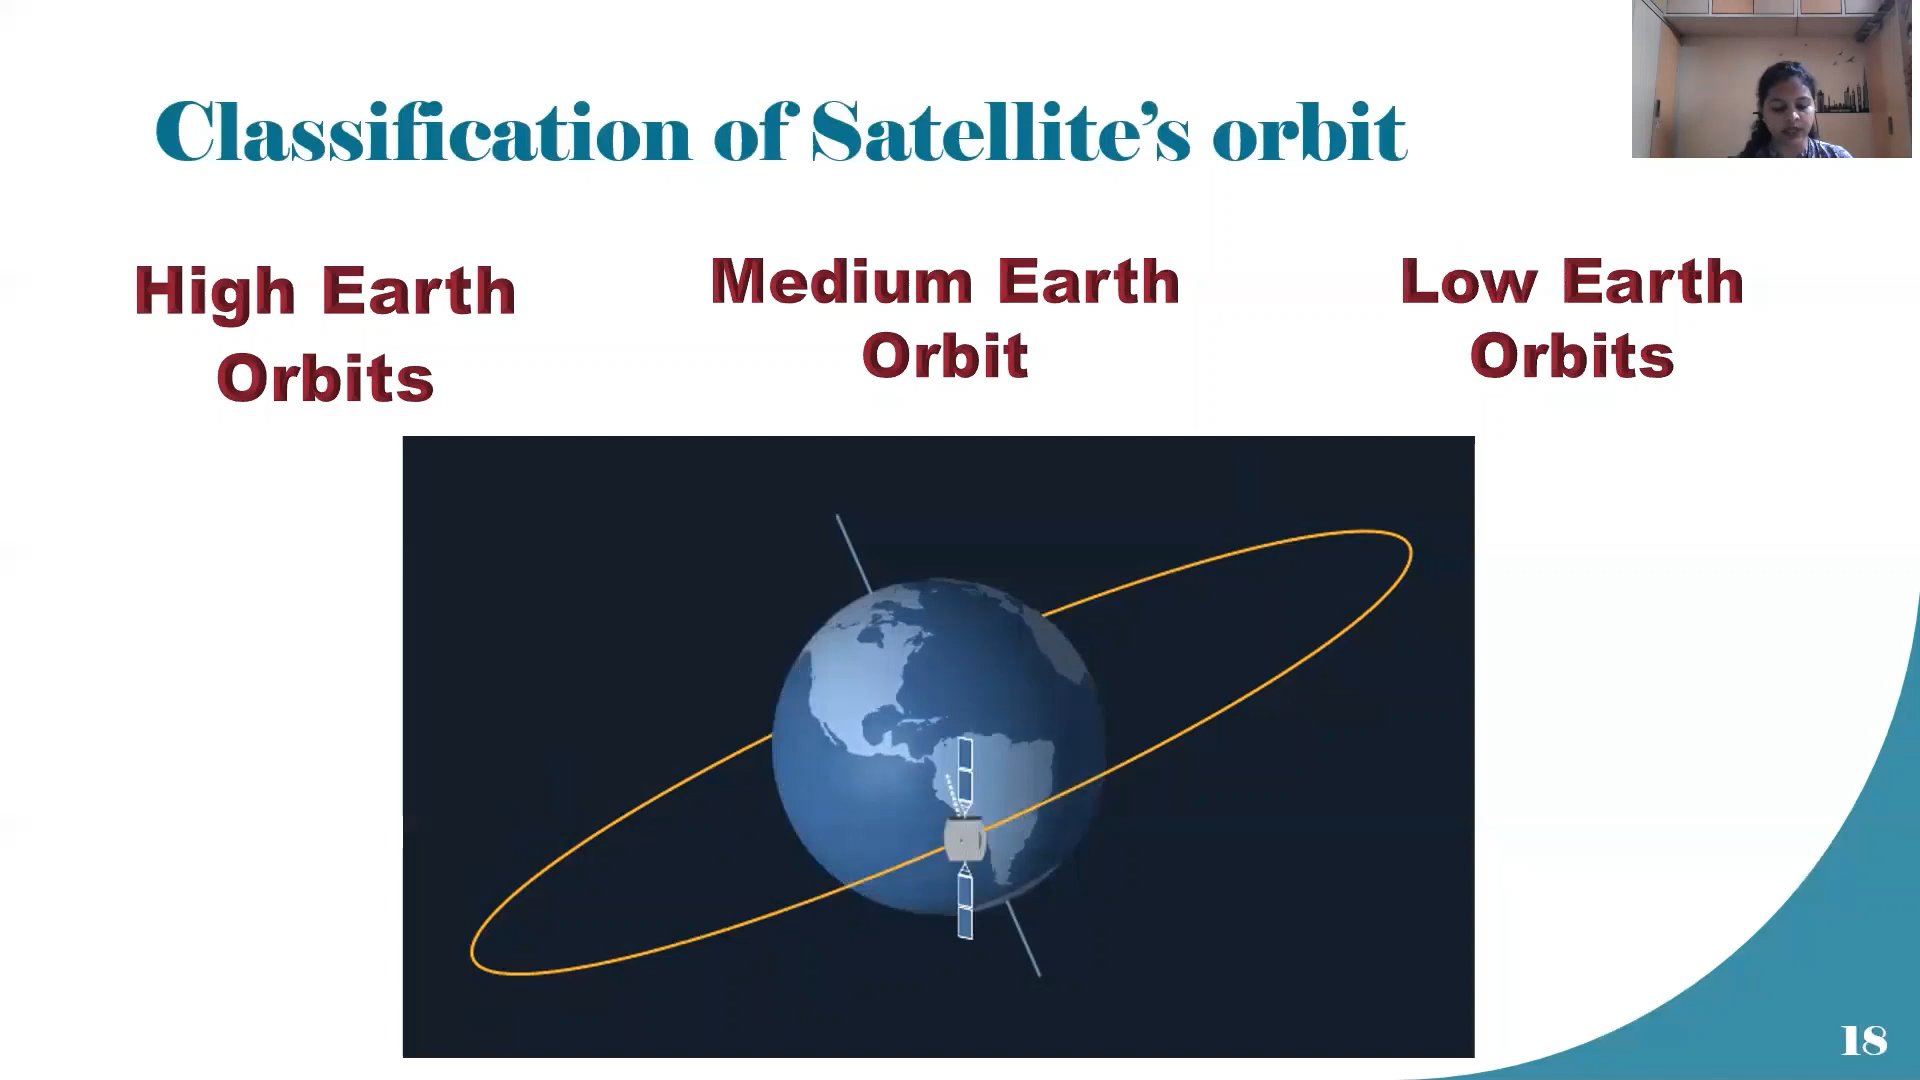 Classification of Satellite’s orbit
High Earth
Orbits
Medium Earth
Orbit
Low Earth
Orbits
18